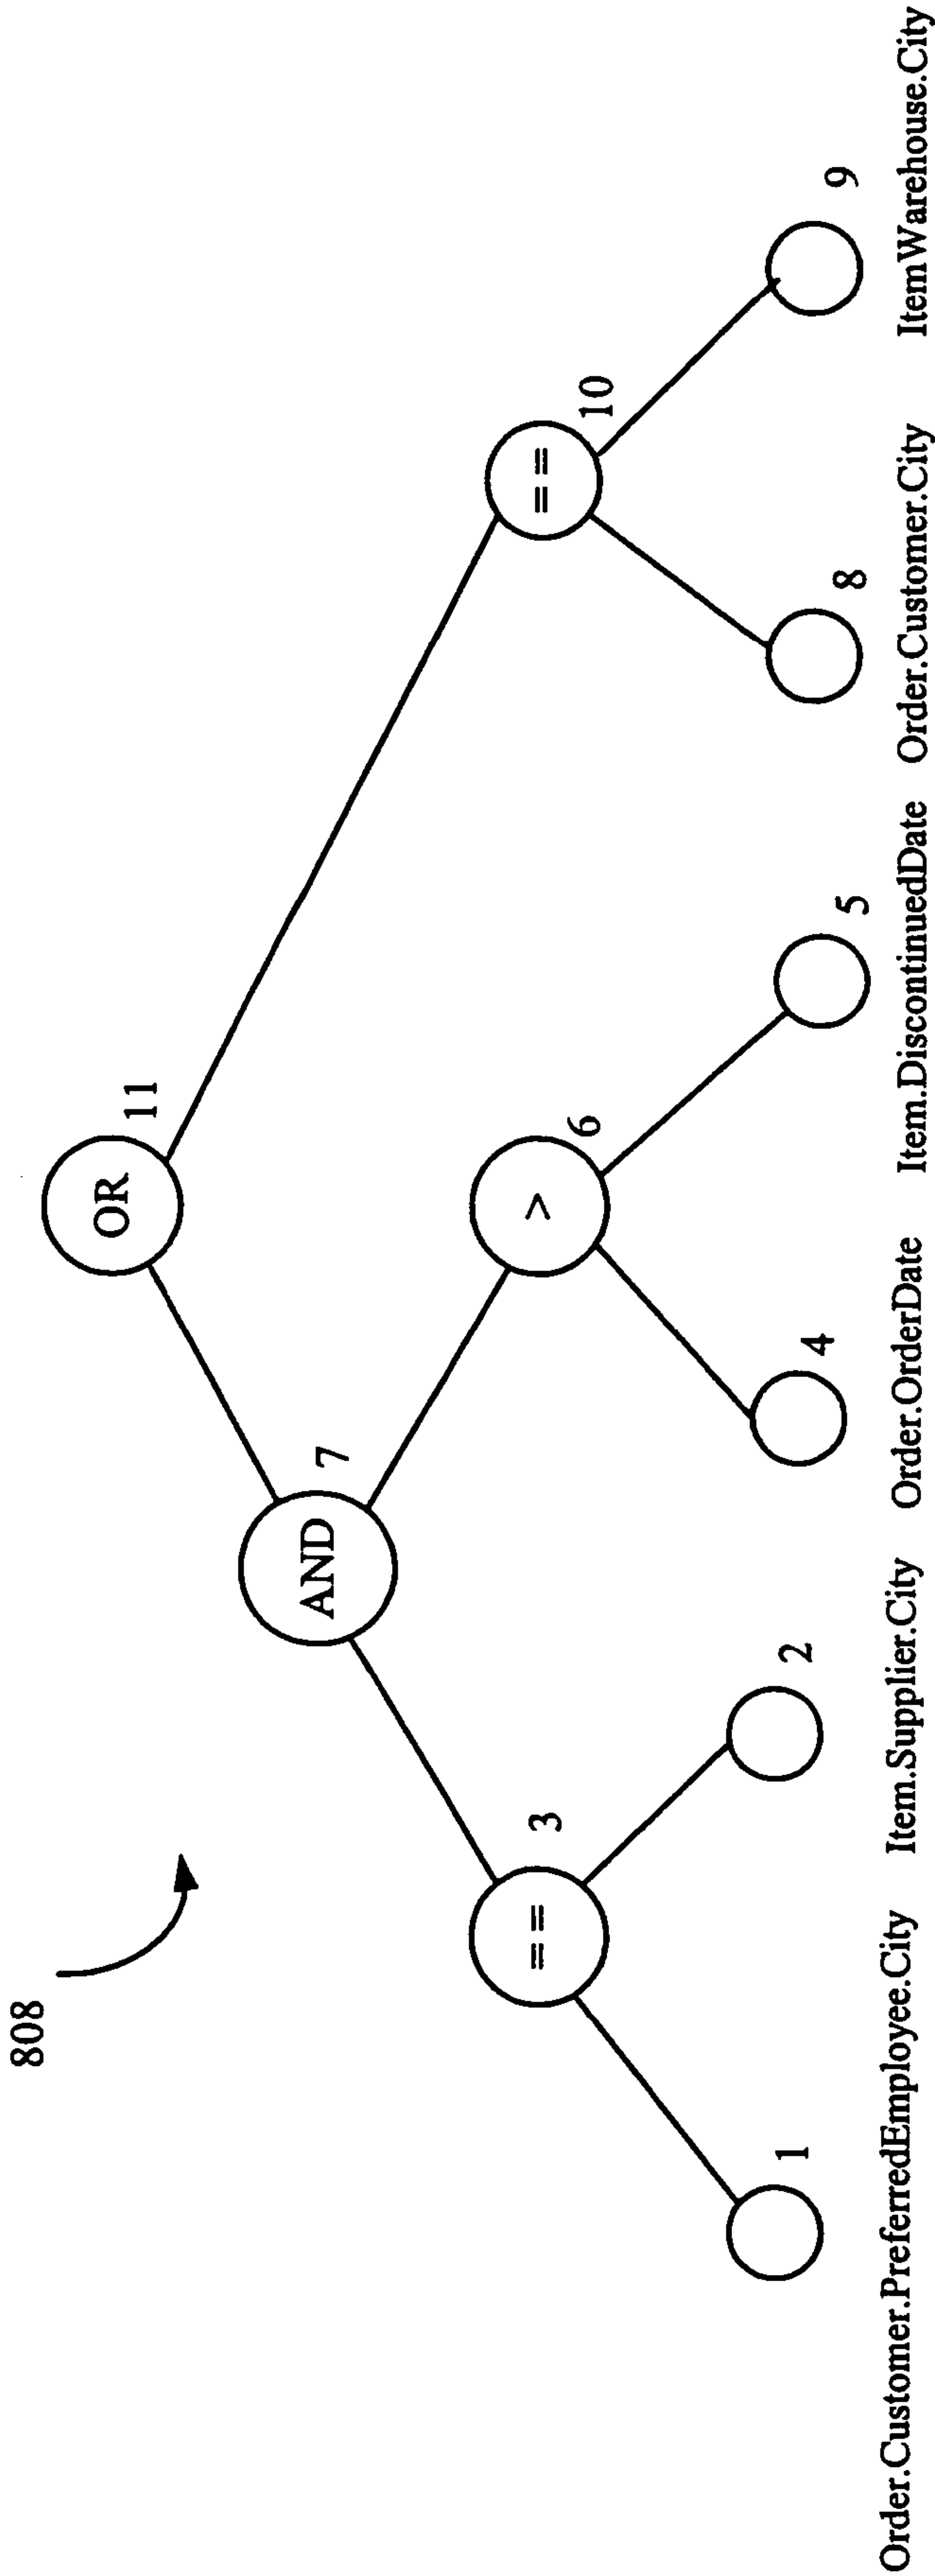 808
OR 11
AND 7
== 3
> 6
== 10
1
2
4
5
8
9
Order.Customer.PreferredEmployee.City
Item.Supplier.City
Order.OrderDate
Item.DiscontinuedDate
Order.Customer.City
ItemWarehouse.City